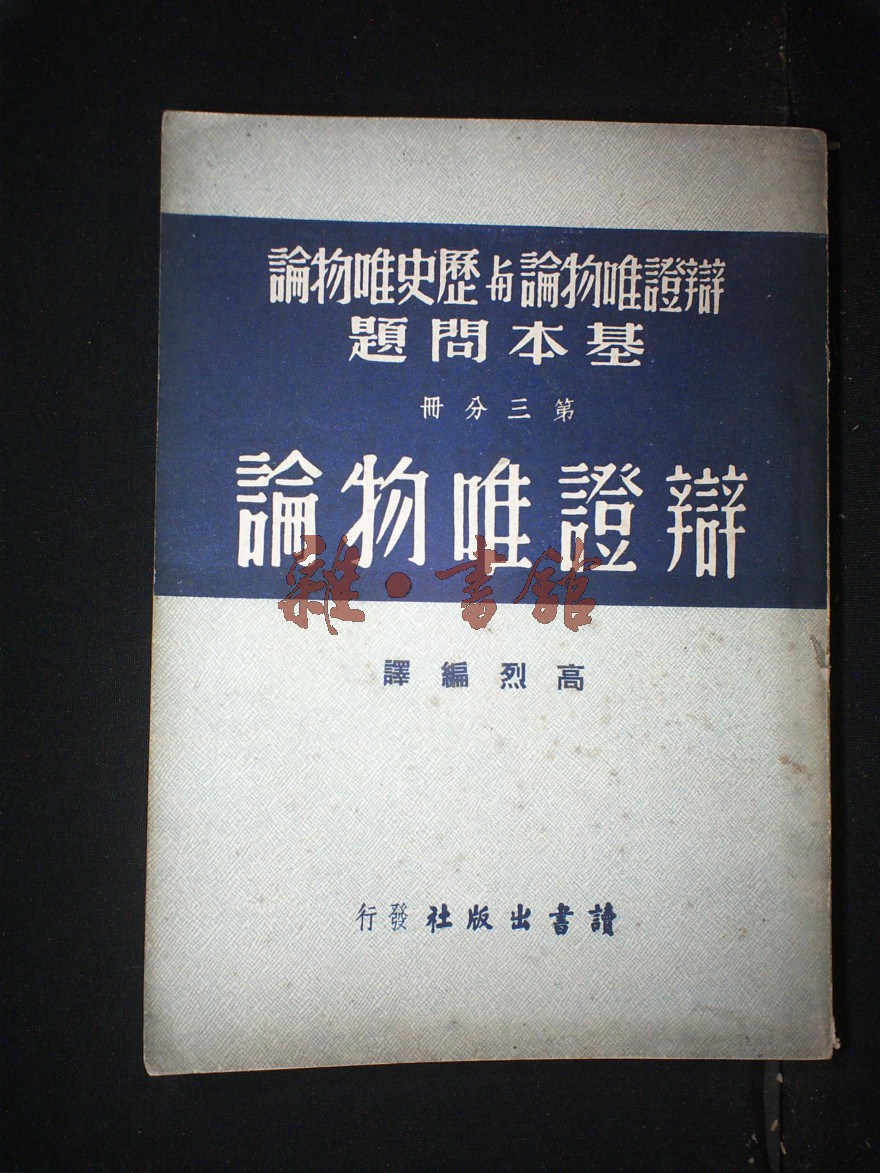 辯證唯物論与歷史唯物論
基本問題
第三分冊
辯證唯物論
雜·書館
高烈編譯
讀書出版社發行